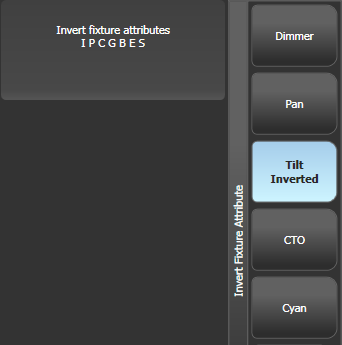 Invert fixture attributes
I P C G B E S
Invert Fixture Attribute
Dimmer
Pan
Tilt
Inverted
CTO
Cyan